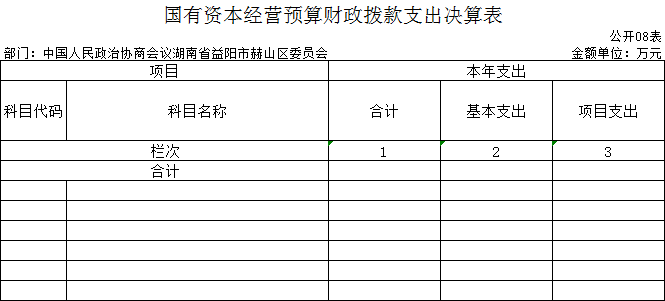 国有资本经营预算财政拨款支出决算表
公开08表
部门：中国人民政治协商会议湖南省益阳市赫山区委员会 金额单位：万元
项目 本年支出
科目代码 科目名称 合计 基本支出 项目支出
栏次 1 2 3
合计